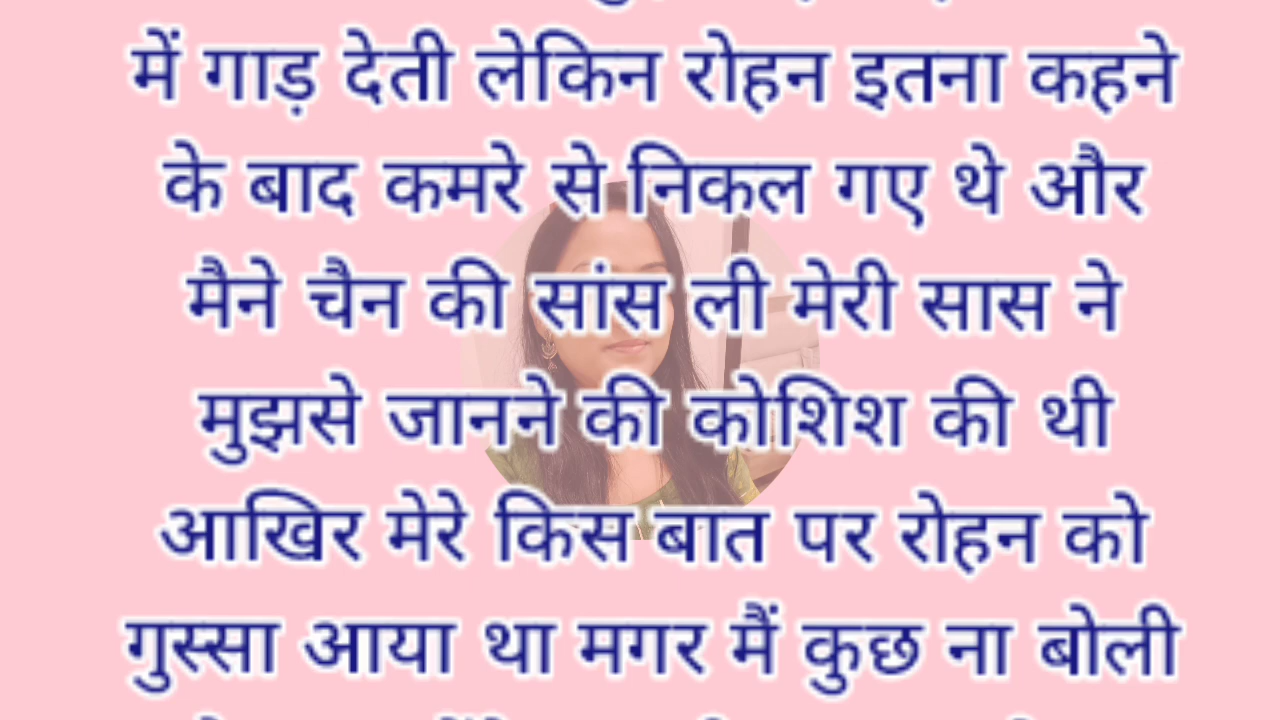 में गाड़ देती लेकिन रोहन इतना कहने
के बाद कमरे से निकल गए थे और
मैने चैन की सांस ली मेरी सास ने
मुझसे जानने की कोशिश की थी
आखिर मेरे किस बात पर रोहन को
गुस्सा आया था मगर मैं कुछ ना बोली